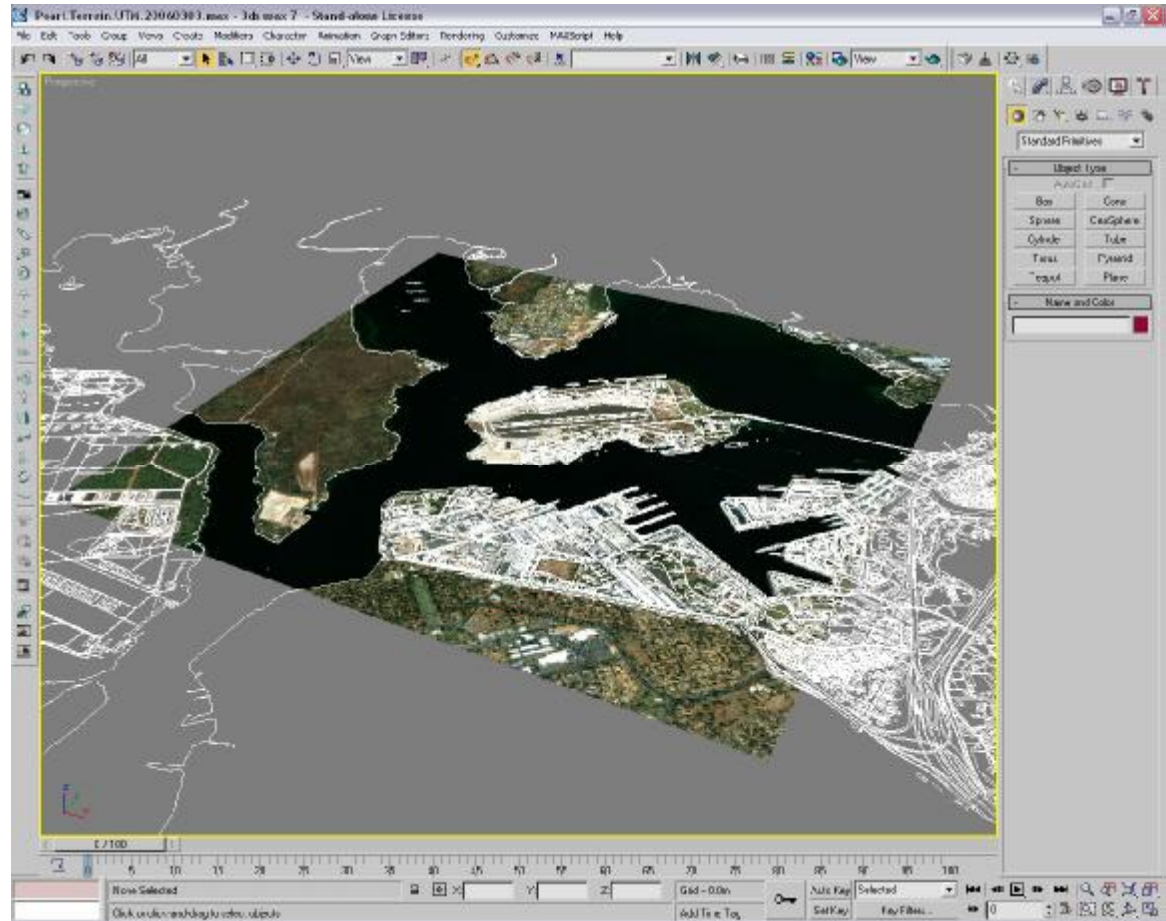 Pearl.Terrain.UTM.20060303.max - 3ds max 7 - Stand-alone License
File Edit Tools Group Views Create Modifiers Character Animation Graph Editors Rendering Customize MAXScript Help
All View View
Perspective
Standard Primitives
- Object Type
AutoGrid
Box Cone
Sphere GeoSphere
Cylinder Tube
Torus Pyramid
Teapot Plane
- Name and Color
0 / 100
0 5 10 15 20 25 30 35 40 45 50 55 60 65 70 75 80 85 90 95 100
None Selected X: Y: Z: Grid = 0.0m Auto Key Selected
Click or click-and-drag to select objects Add Time Tag Set Key Key Filters... 0